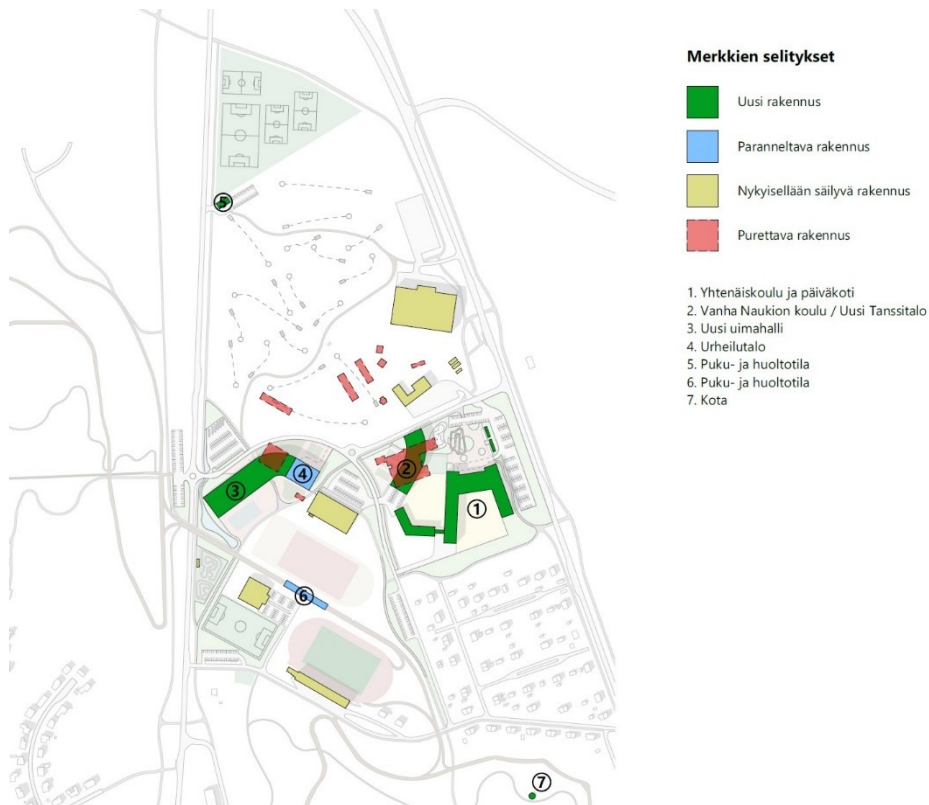 Merkkien selitykset
Uusi rakennus
Paranneltava rakennus
Nykyisellään säilyvä rakennus
Purettava rakennus
1. Yhtenäiskoulu ja päiväkoti
2. Vanha Naukion koulu / Uusi Tanssitalo
3. Uusi uimahalli
4. Urheilutalo
5. Puku- ja huoltotila
6. Puku- ja huoltotila
7. Kota
5
2
4
3
1
6
7